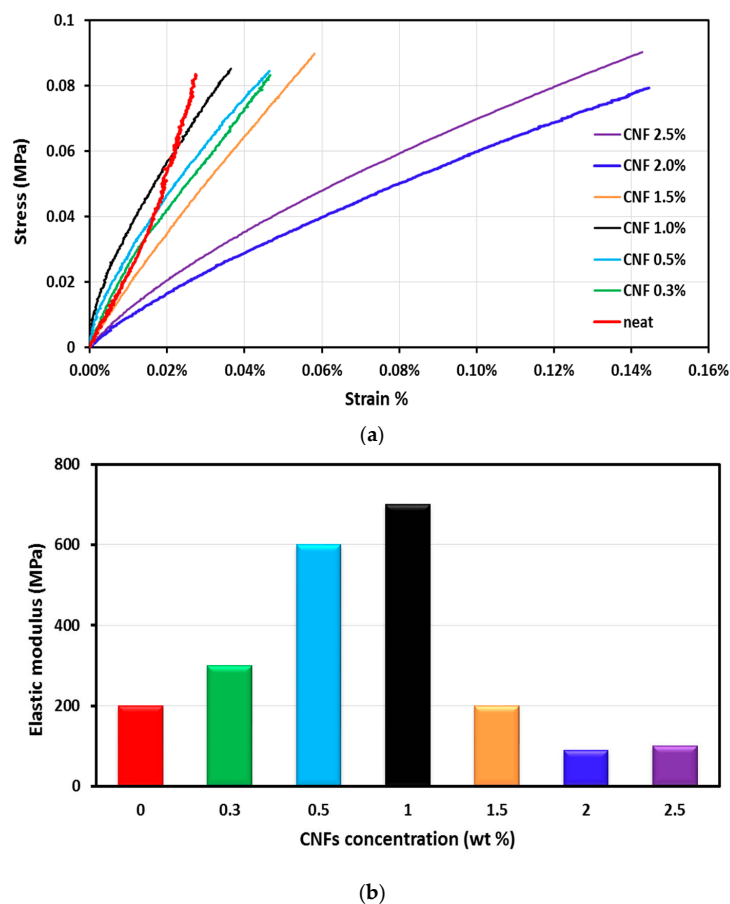 0.1
0.08
0.06
0.04
0.02
0
Stress (MPa)
CNF 2.5%
CNF 2.0%
CNF 1.5%
CNF 1.0%
CNF 0.5%
CNF 0.3%
neat
0.00% 0.02% 0.04% 0.06% 0.08% 0.10% 0.12% 0.14% 0.16%
Strain %
(a)
800
600
400
200
0
Elastic modulus (MPa)
0 0.3 0.5 1 1.5 2 2.5
CNFs concentration (wt %)
(b)